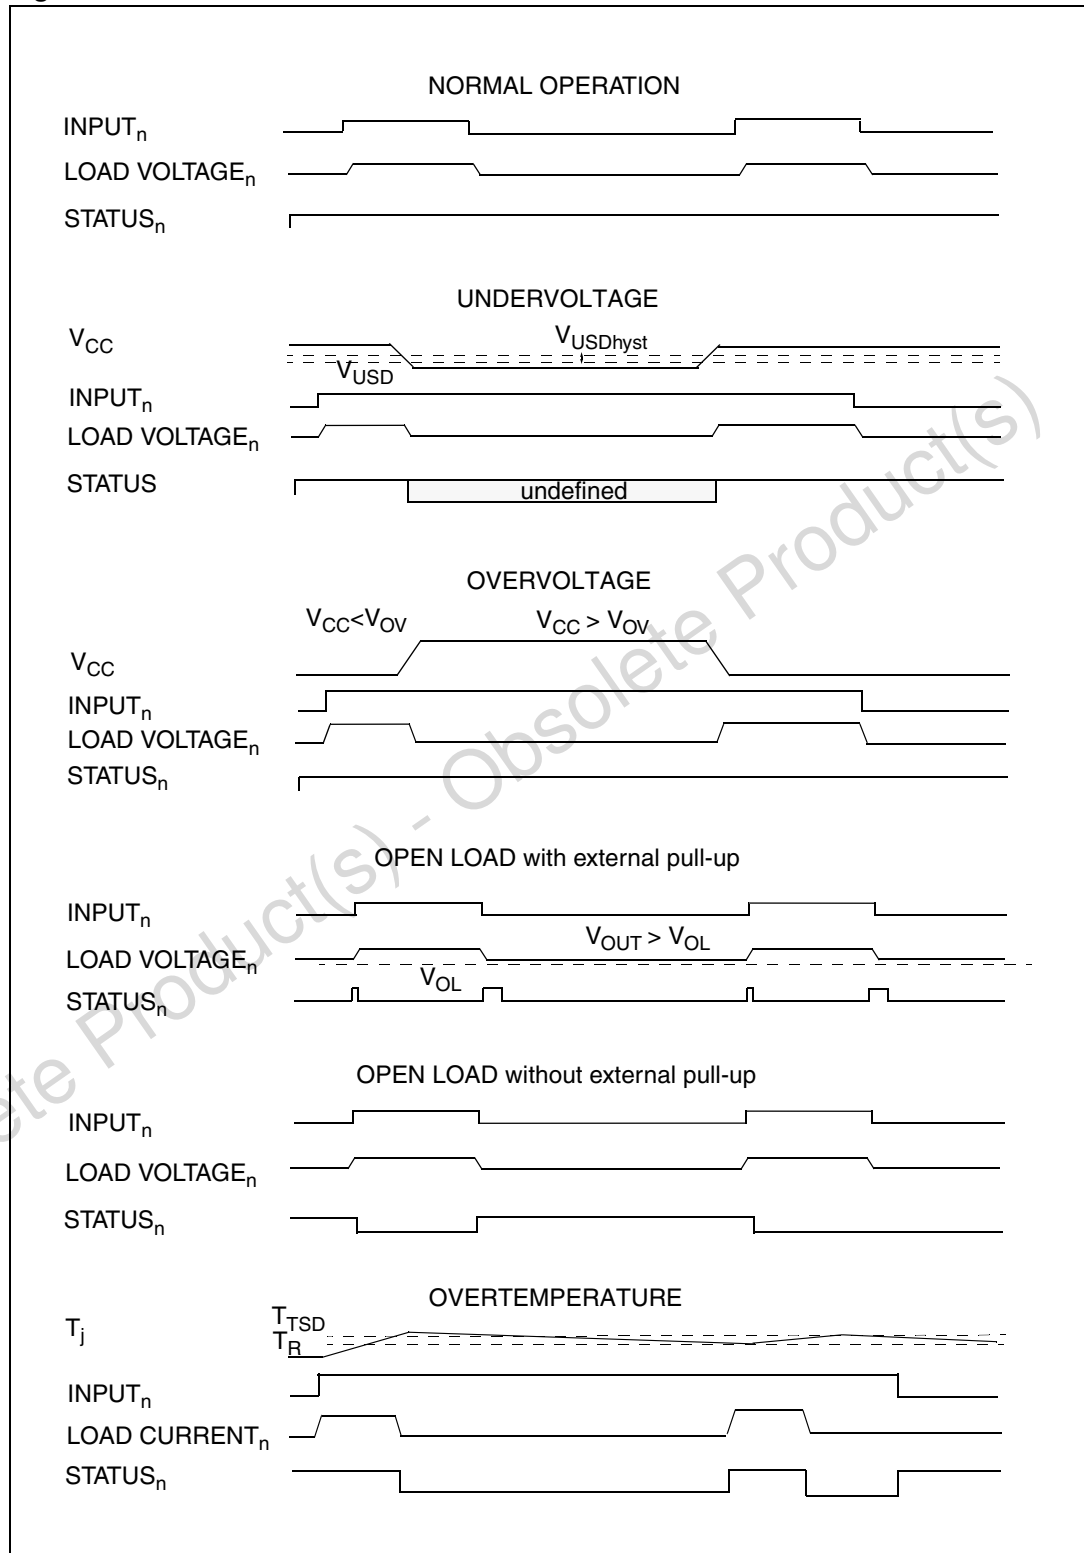 NORMAL OPERATION
INPUTn
LOAD VOLTAGEn
STATUSn
UNDERVOLTAGE
VCC
VUSDhyst
VUSD
INPUTn
LOAD VOLTAGEn
STATUS
undefined
OVERVOLTAGE
VCC<VOV
VCC > VOV
VCC
INPUTn
LOAD VOLTAGEn
STATUSn
OPEN LOAD with external pull-up
INPUTn
VOUT > VOL
LOAD VOLTAGEn
VOL
STATUSn
OPEN LOAD without external pull-up
INPUTn
LOAD VOLTAGEn
STATUSn
OVERTEMPERATURE
Tj
TTSD
TR
INPUTn
LOAD CURRENTn
STATUSn
ete Product(s) - Obsolete Product(s)